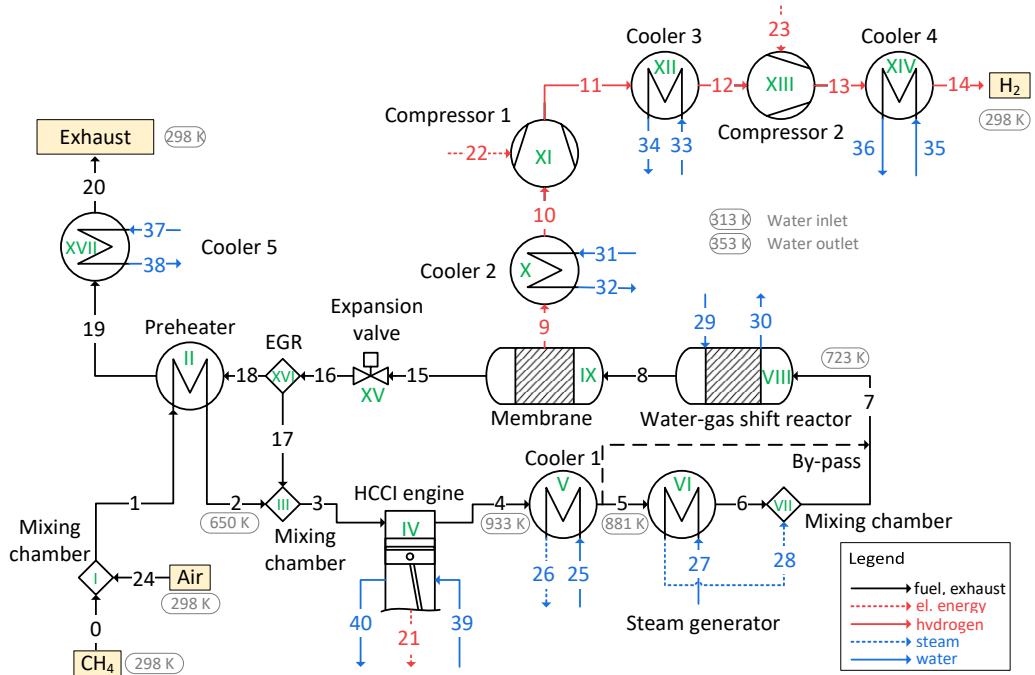 23
Cooler 3
Cooler 4
XII
XIII
XIV
11
12
13
14
H2
298 K
Compressor 1
Compressor 2
34
33
36
35
22
XI
Exhaust
298 K
20
10
XVII
37
38
Cooler 5
Cooler 2
X
31
32
313 K
Water inlet
353 K
Water outlet
19
Preheater
II
EGR
Expansion
valve
9
29
30
18
XVI
16
XV
15
IX
8
VIII
723 K
Membrane
Water-gas shift reactor
7
17
By-pass
1
2
650 K
III
3
Mixing
chamber
HCCI engine
IV
4
933 K
Cooler 1
V
5
881 K
VI
6
VII
Mixing chamber
Mixing
chamber
I
24
Air
298 K
0
CH4
298 K
40
21
39
26
25
27
28
Steam generator
Legend
fuel, exhaust
el. energy
hvdrogen
steam
water